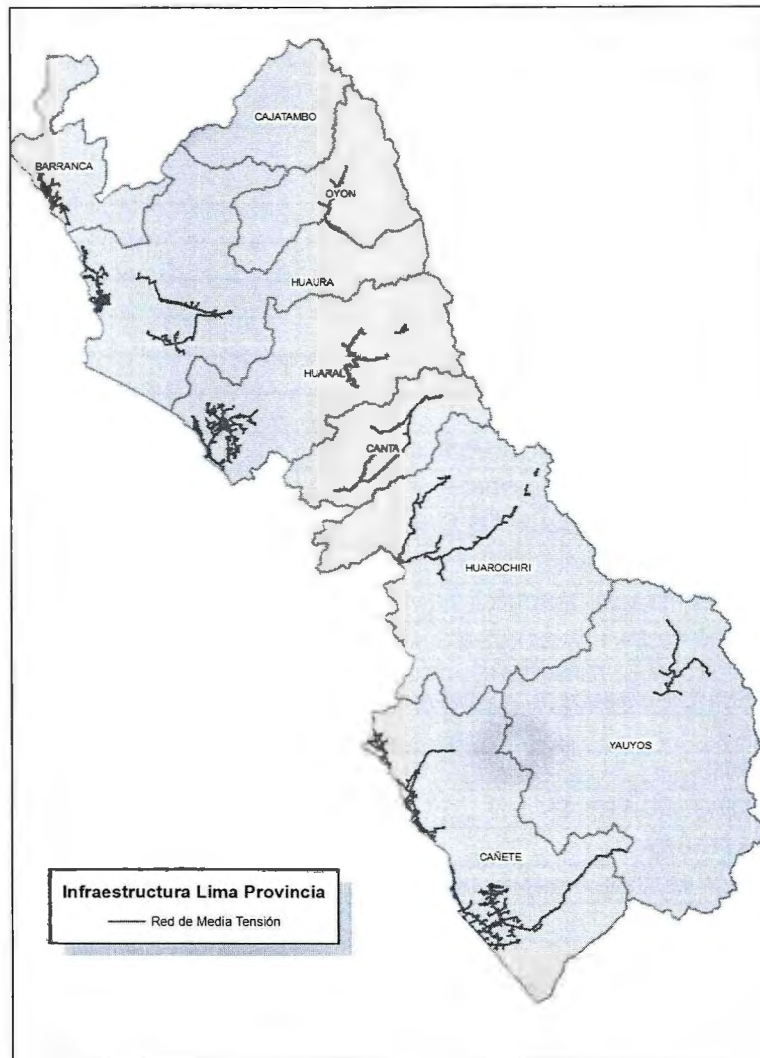 CAJATAMBO
BARRANCA
OYON
HUAURA
HUARAL
CANTA
HUAROCHIRI
YAUYOS
CAÑETE
Infraestructura Lima Provincia
Red de Media Tensión